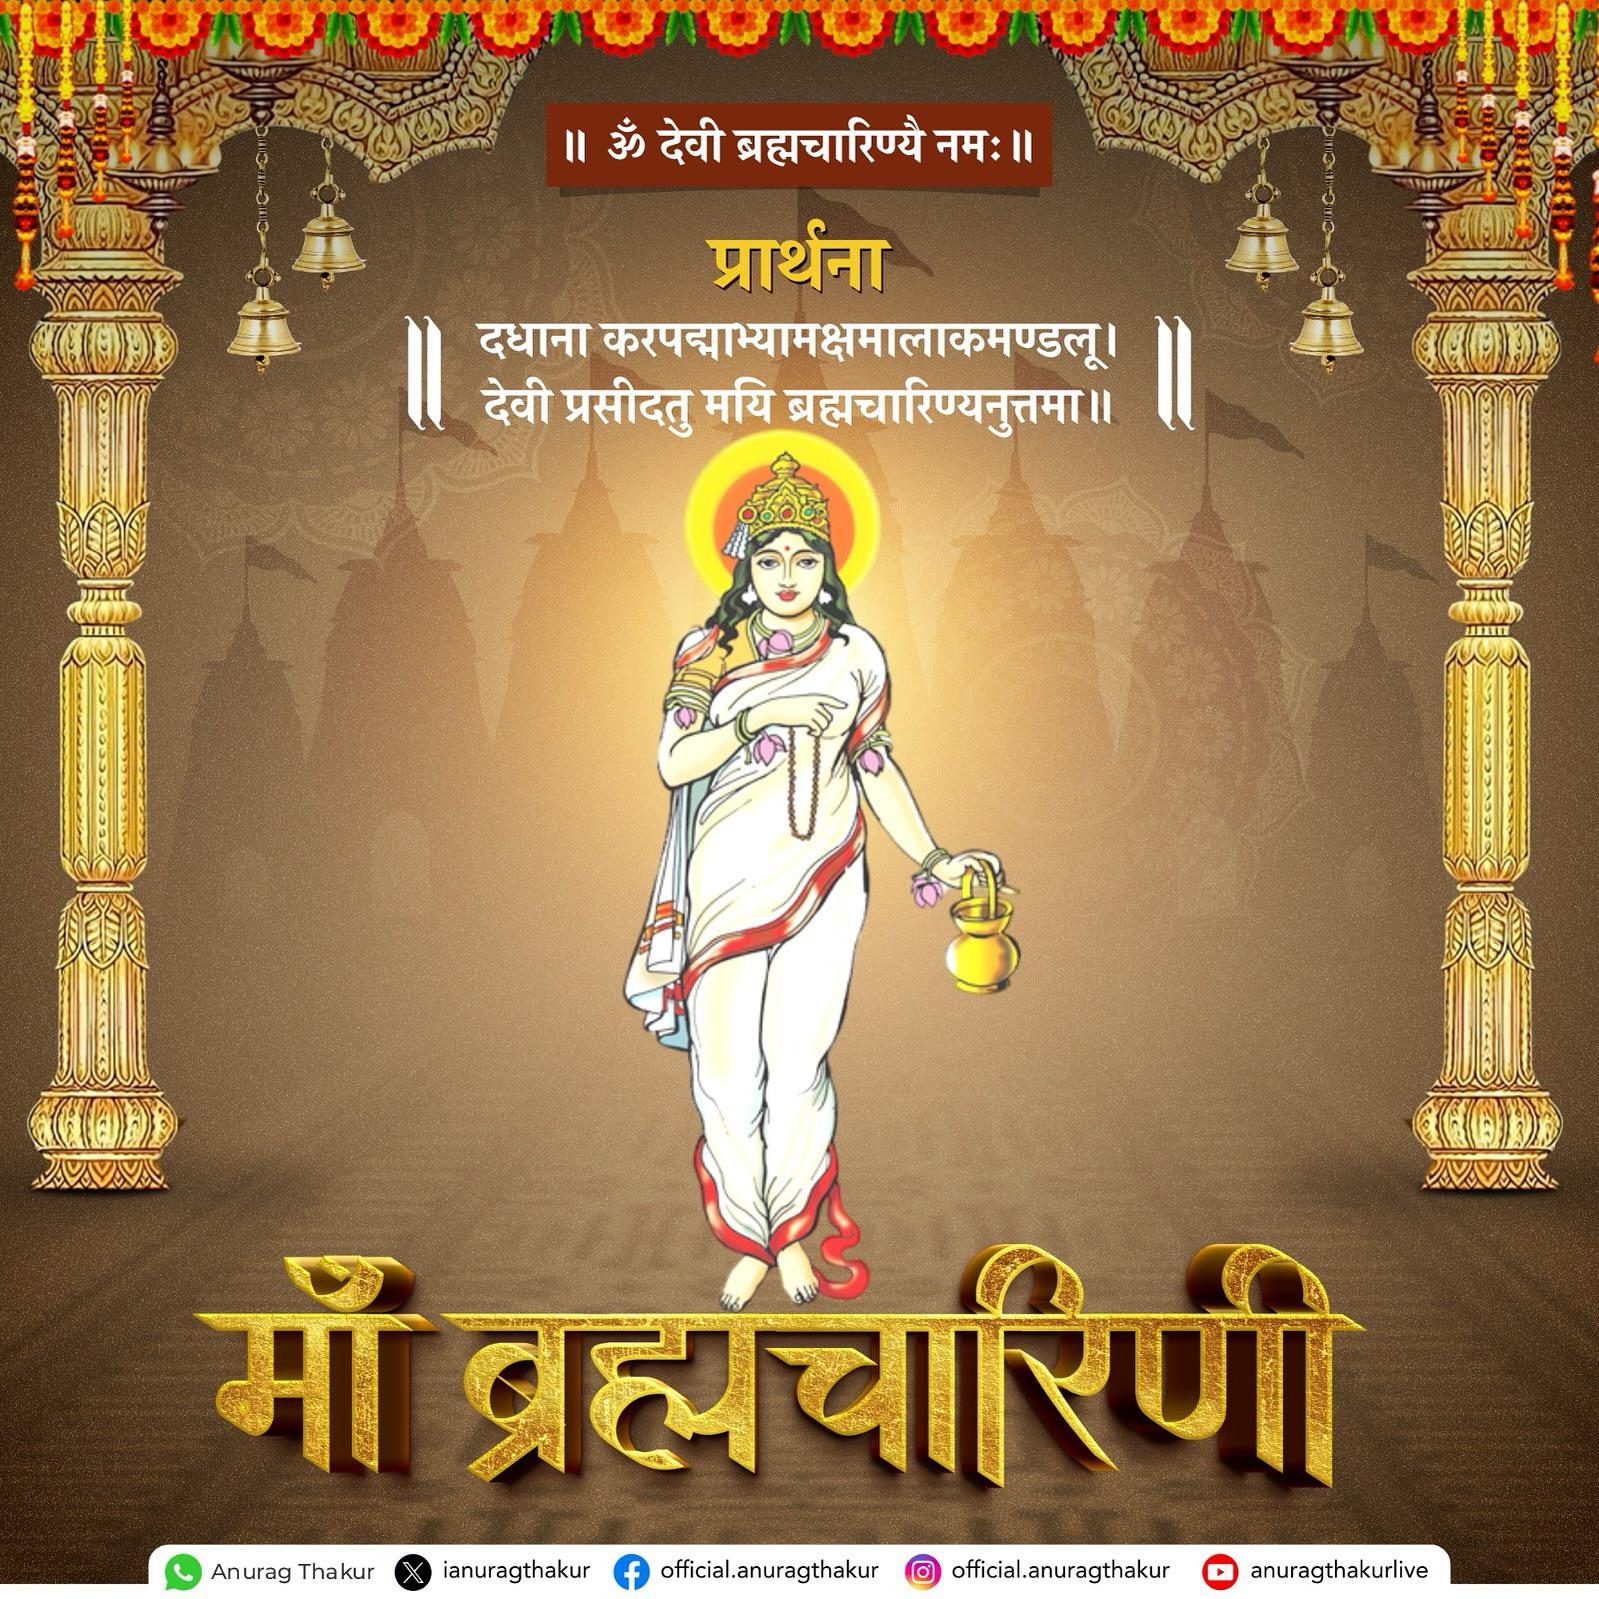 ॥ ॐ देवी ब्रह्मचारिण्यै नमः॥
प्रार्थना
॥ दधाना करपद्माभ्यामक्षमालाकमण्डलू। ॥
देवी प्रसीदतु मयि ब्रह्मचारिण्यनुत्तमा॥
माँ ब्रह्मचारिणी
Anurag Thakur ianuragthakur official.anuragthakur official.anuragthakur anuragthakurlive